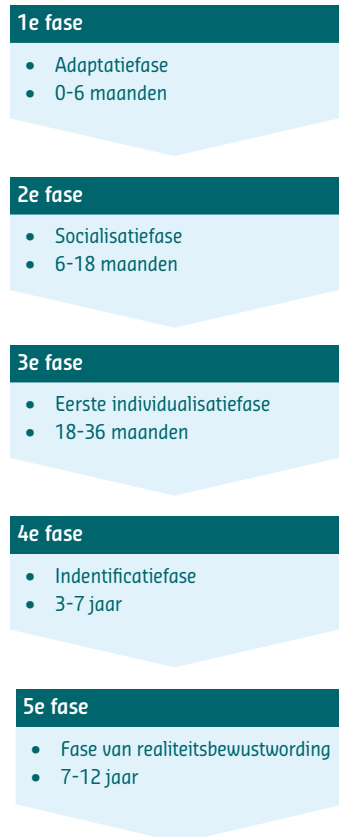 1e fase
• Adaptatiefase
• 0-6 maanden
2e fase
• Socialisatiefase
• 6-18 maanden
3e fase
• Eerste individualisatiefase
• 18-36 maanden
4e fase
• Indentificatiefase
• 3-7 jaar
5e fase
• Fase van realiteitsbewustwording
• 7-12 jaar